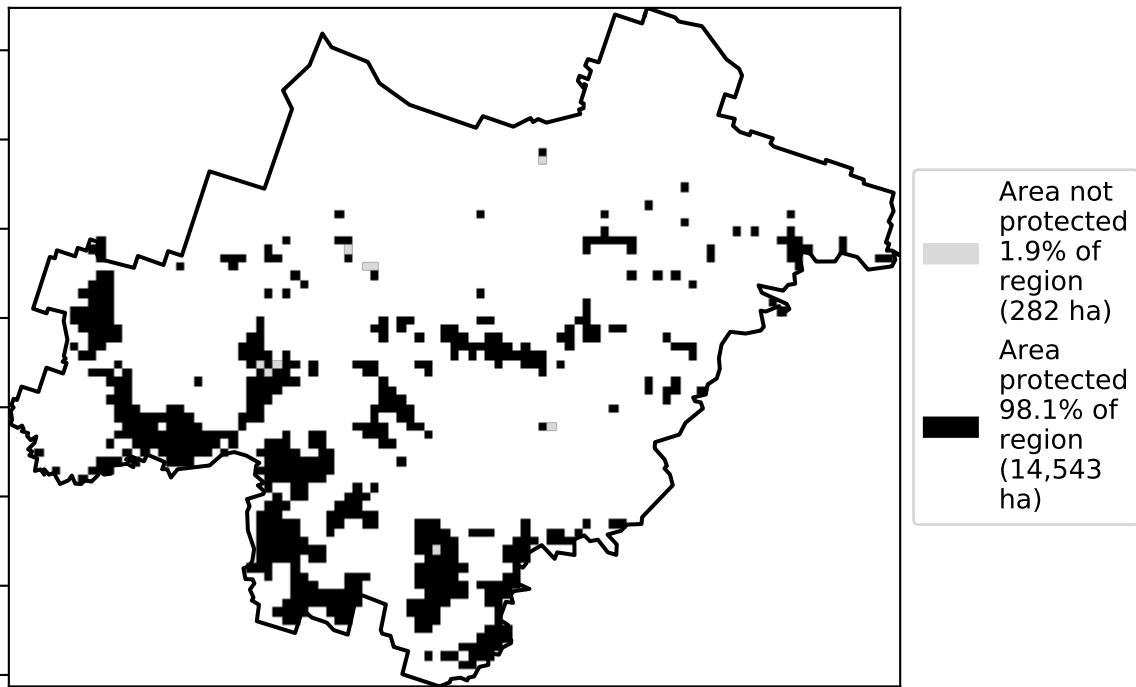 Area not
protected
1.9% of
region
(282 ha)
Area
protected
98.1% of
region
(14,543
ha)